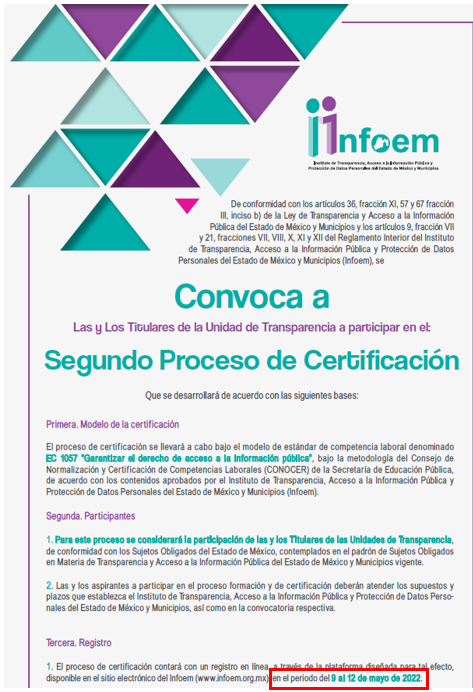 infoem
Instituto de Transparencia, Acceso a la Información Pública y
Protección de Datos Personales del Estado de México y Municipios
De conformidad con los artículos 36, fracción XI, 57 y 67 fracción
III, inciso b) de la Ley de Transparencia y Acceso a la Información
Pública del Estado de México y Municipios y los artículos 9, fracción VII
y 21, fracciones VII, VIII, X, XI y XII del Reglamento Interior del Instituto
de Transparencia, Acceso a la Información Pública y Protección de Datos
Personales del Estado de México y Municipios (Infoem), se
Convoca a
Las y Los Titulares de la Unidad de Transparencia a participar en el:
Segundo Proceso de Certificación
Que se desarrollará de acuerdo con las siguientes bases:
Primera. Modelo de la certificación
El proceso de certificación se llevará a cabo bajo el modelo de estándar de competencia laboral denominado
EC 1057 "Garantizar el derecho de acceso a la información pública", bajo la metodología del Consejo de
Normalización y Certificación de Competencias Laborales (CONOCER) de la Secretaría de Educación Pública,
de acuerdo con los contenidos aprobados por el Instituto de Transparencia, Acceso a la Información Pública y
Protección de Datos Personales del Estado de México y Municipios (Infoem).
Segunda. Participantes
1. Para este proceso se considerará la participación de las y los Titulares de las Unidades de Transparencia,
de conformidad con los Sujetos Obligados del Estado de México, contemplados en el padrón de Sujetos Obligados
en Materia de Transparencia y Acceso a la Información Pública del Estado de México y Municipios vigente.
2. Las y los aspirantes a participar en el proceso formación y de certificación deberán atender los supuestos y
plazos que establezca el Instituto de Transparencia, Acceso a la Información Pública y Protección de Datos Perso-
nales del Estado de México y Municipios, así como en la convocatoria respectiva.
Tercera. Registro
1. El proceso de certificación contará con un registro en línea, a través de la plataforma diseñada para tal efecto,
disponible en el sitio electrónico del Infoem (www.infoem.org.mx) en el periodo del 9 al 12 de mayo de 2022.